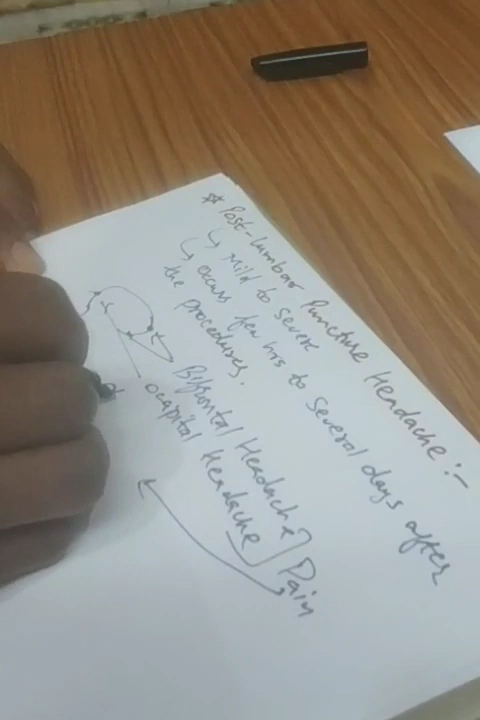 * Post-Lumbar Puncture Headache :-
↳ Mild to severe
↳ occurs few hrs to several days after
the procedures.
Bifrontal Headache
occipital Headache
Pain